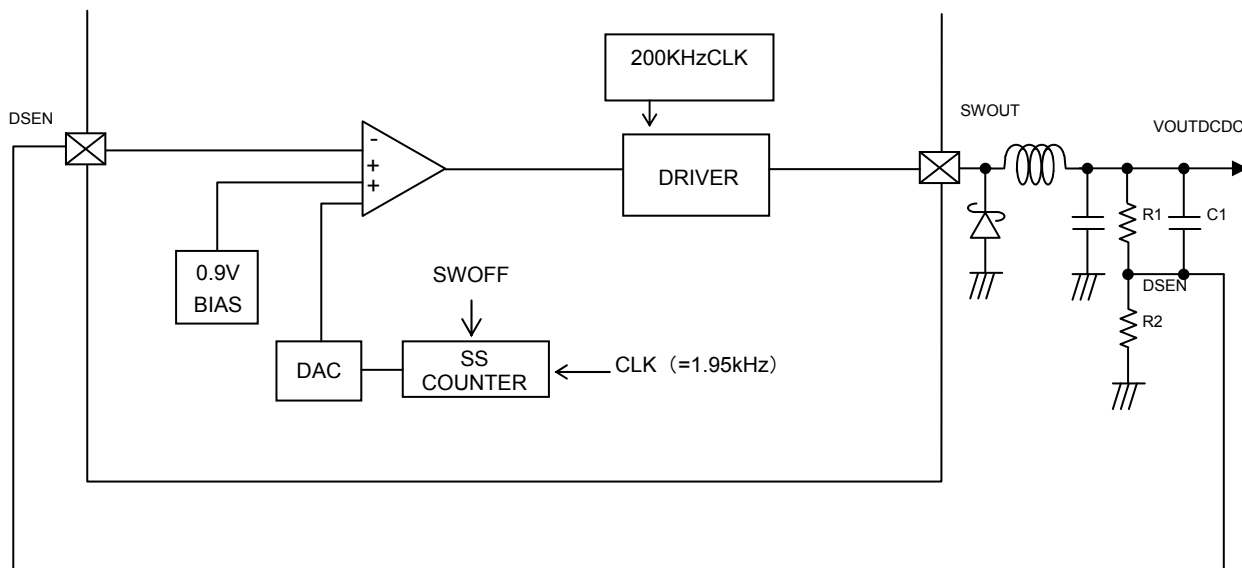 200KHzCLK
DSEN
SWOUT
VOUTDCDC
-
+
+
DRIVER
R1
C1
0.9V
BIAS
SWOFF
DSEN
R2
DAC
SS
COUNTER
CLK（=1.95kHz）